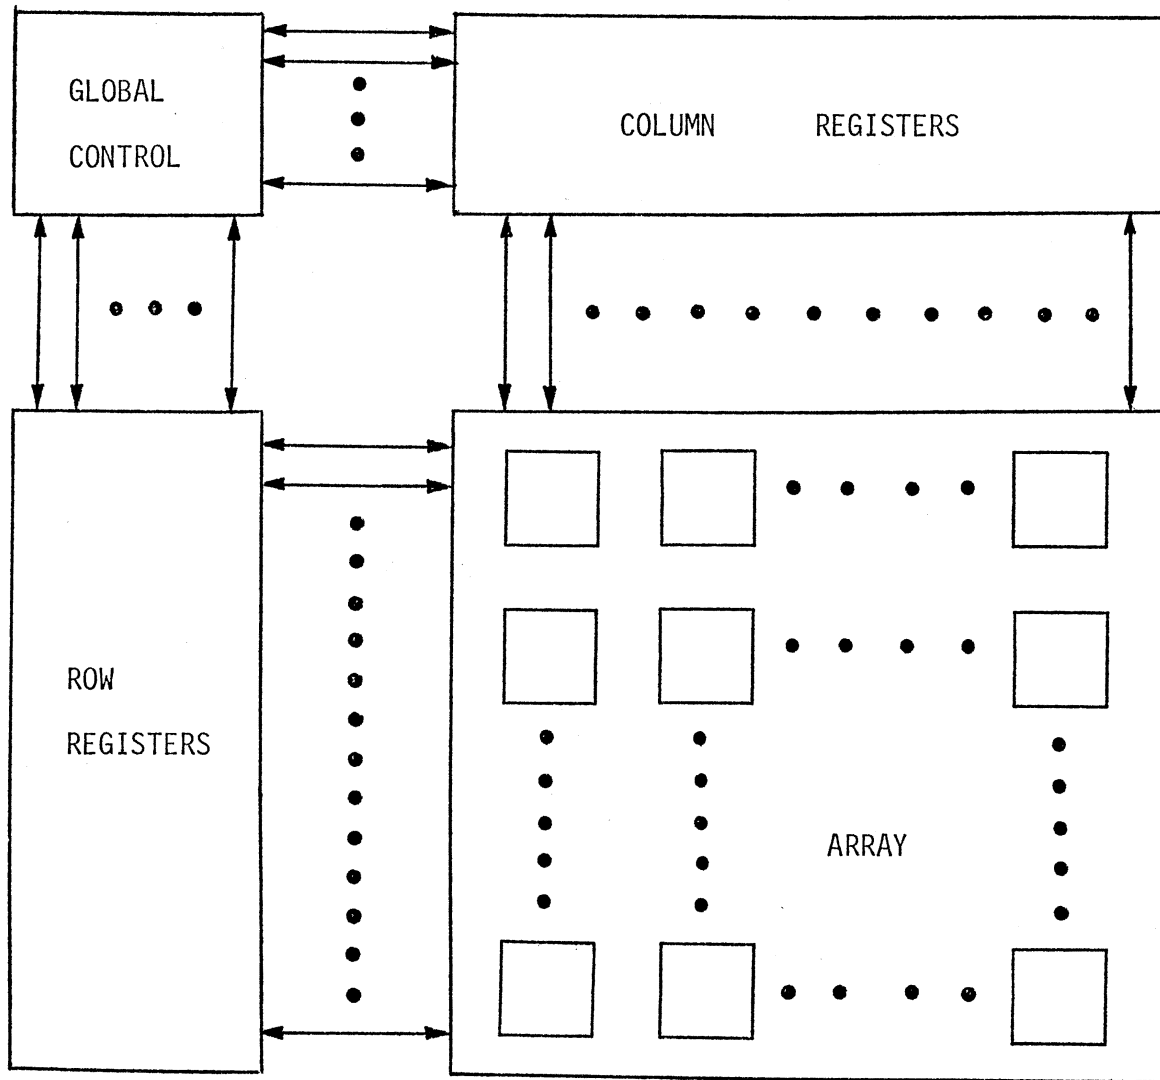 GLOBAL
CONTROL
COLUMN REGISTERS
ROW
REGISTERS
ARRAY